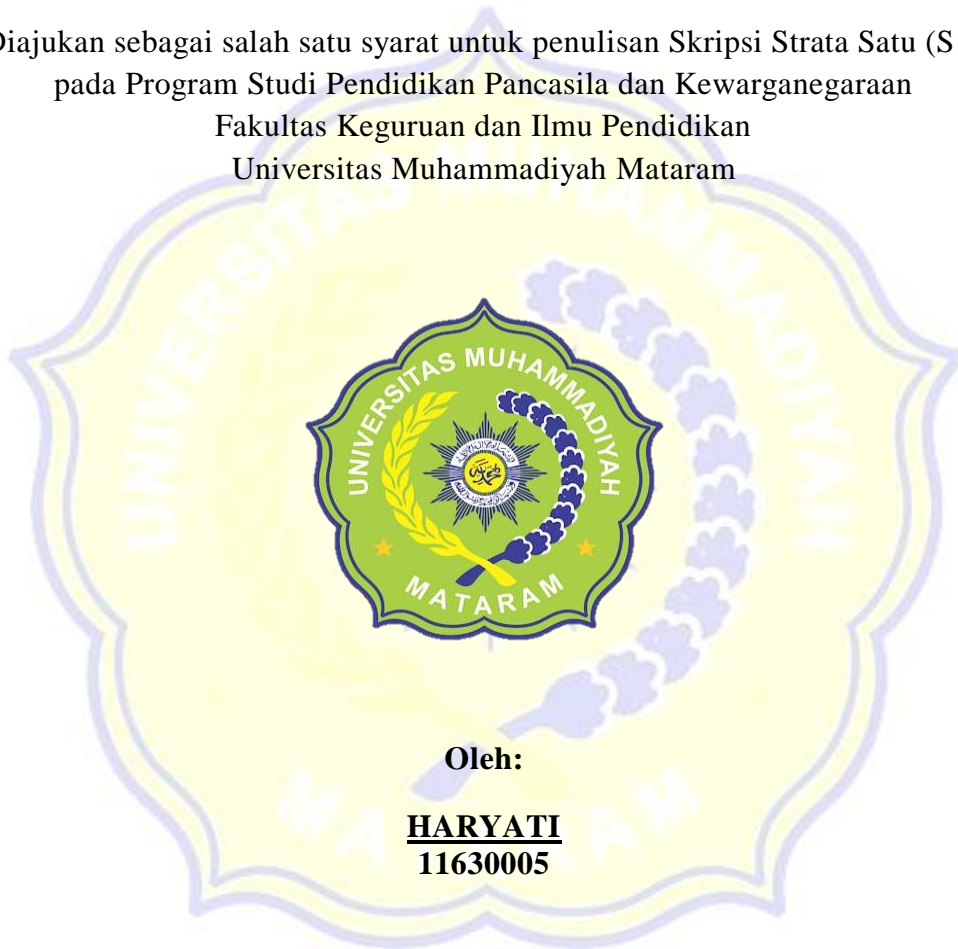 Diajukan sebagai salah satu syarat untuk penulisan Skripsi Strata Satu (S
pada Program Studi Pendidikan Pancasila dan Kewarganegaraan
Fakultas Keguruan dan Ilmu Pendidikan
Universitas Muhammadiyah Mataram
UNIVERSITAS MUHAMMADIYAH
MATARAM
Oleh:
HARYATI
11630005